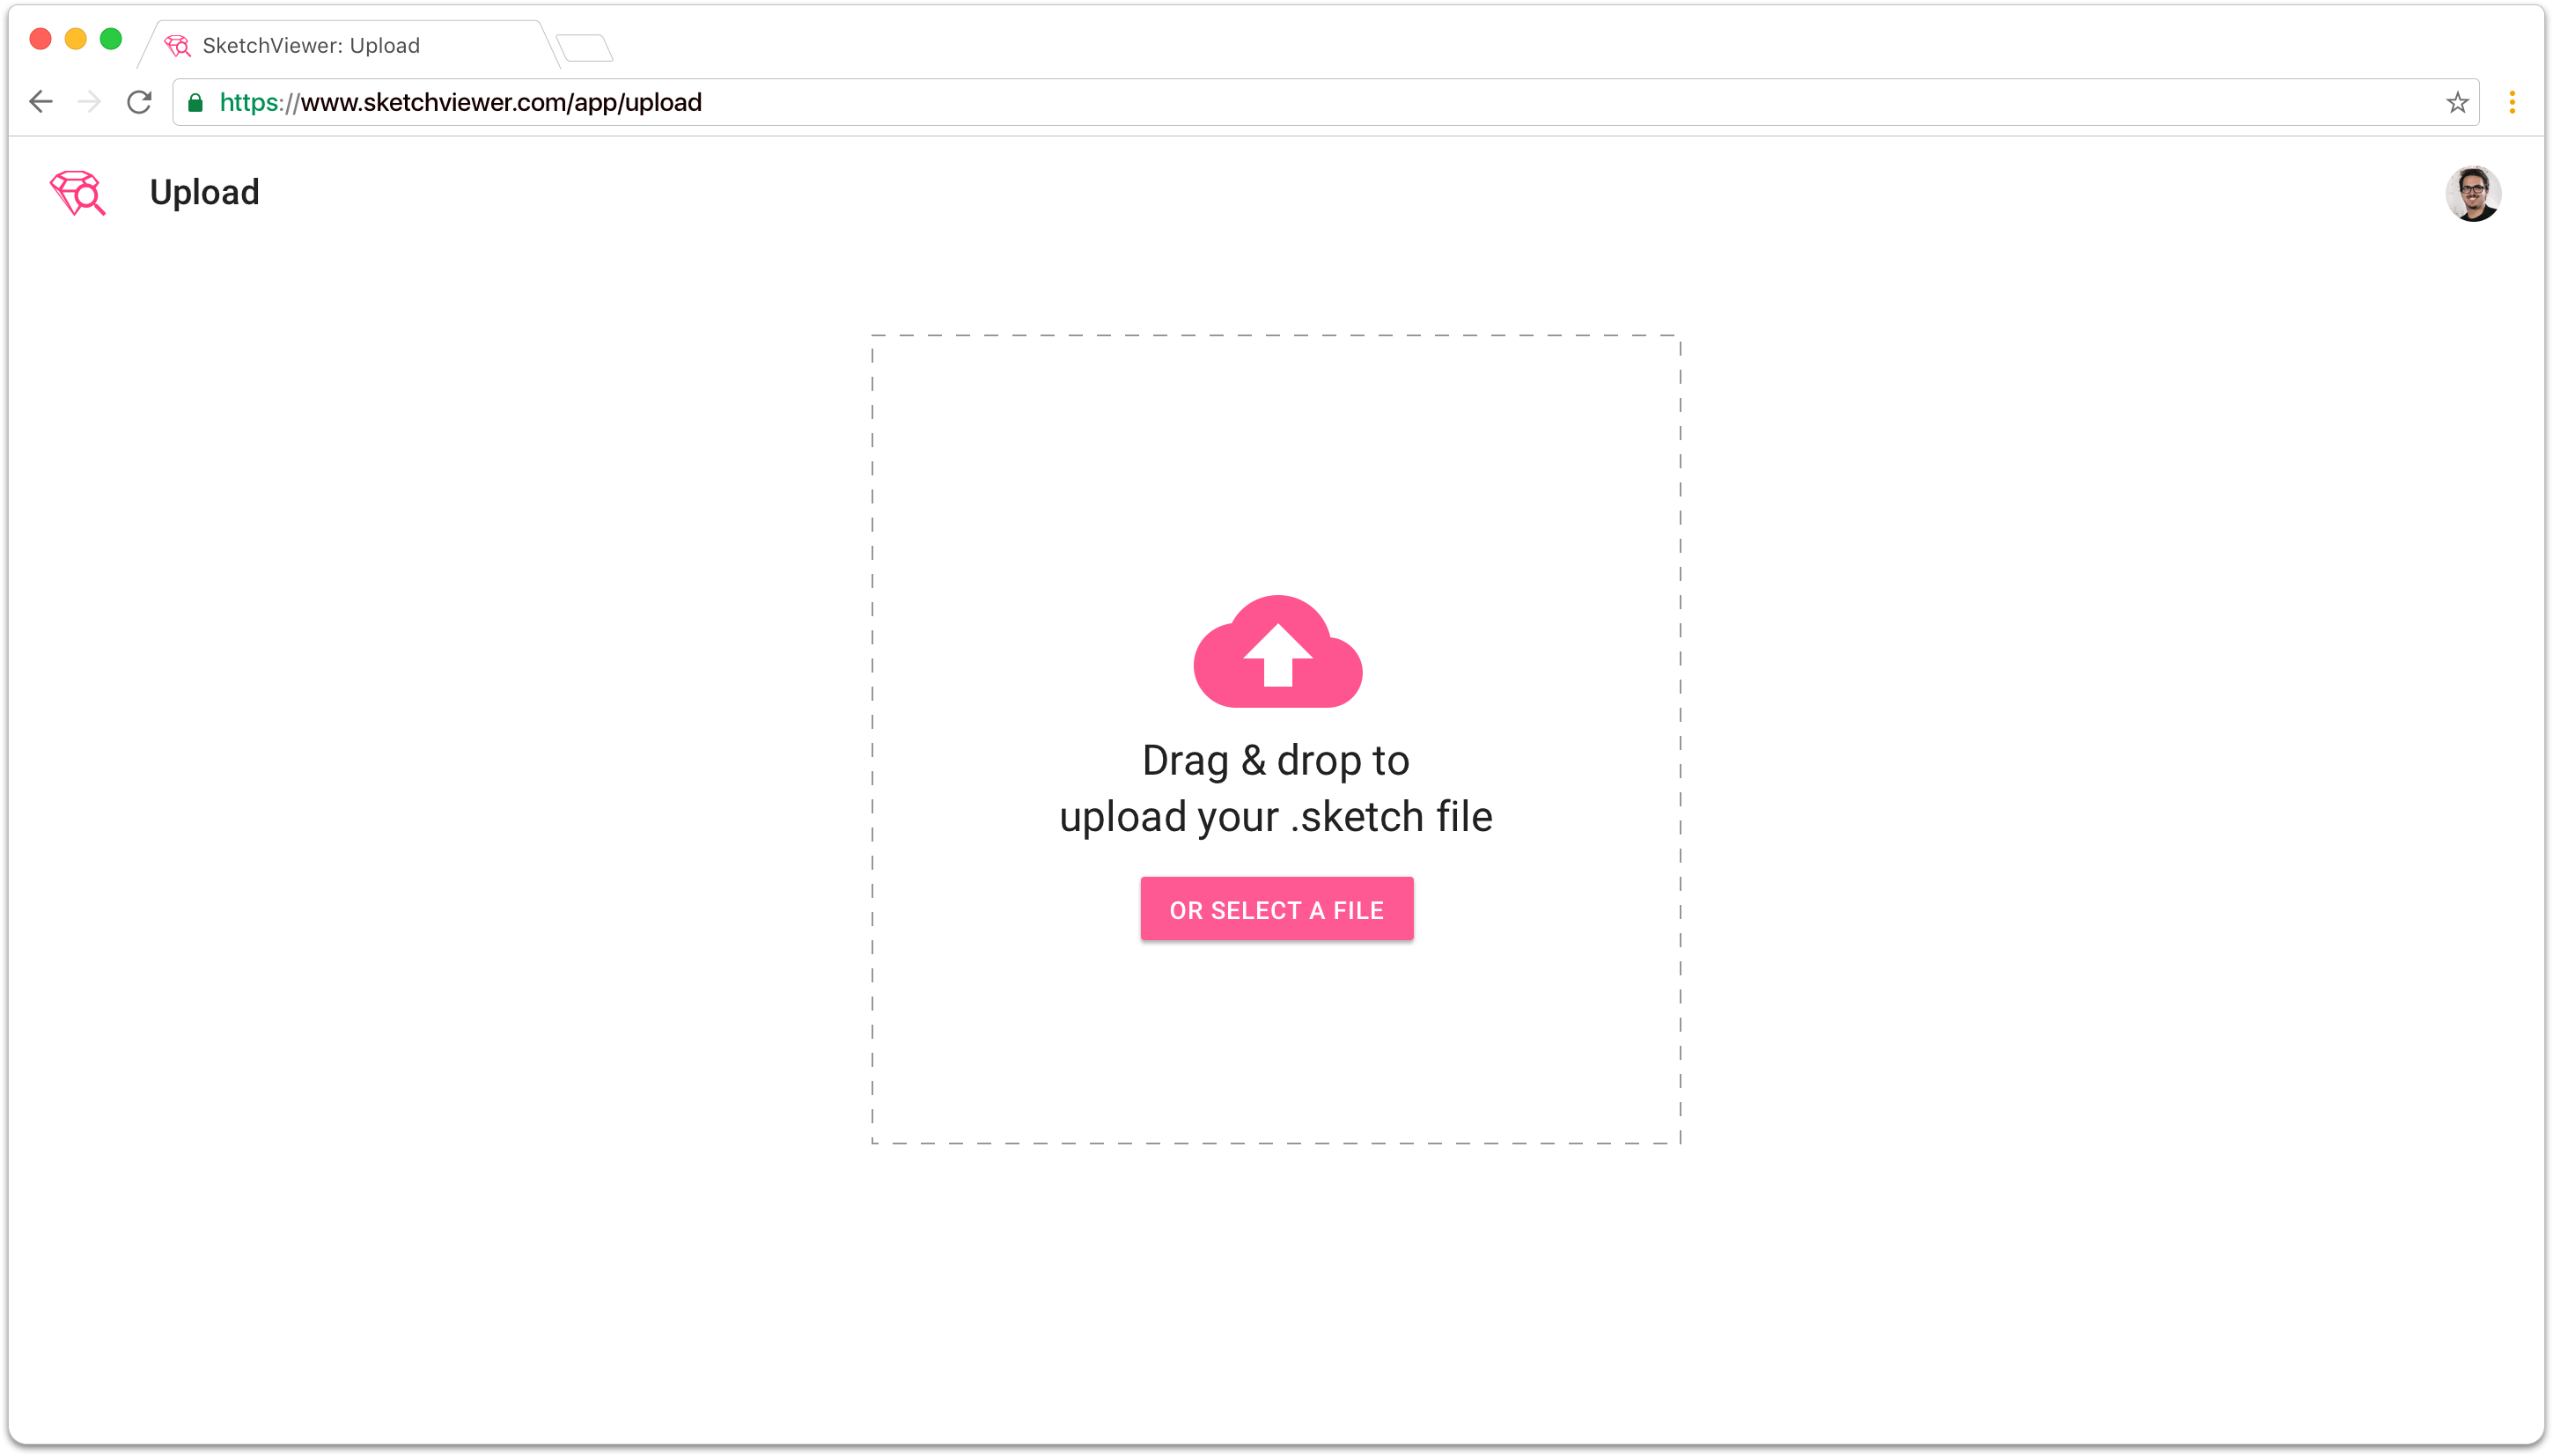 SketchViewer: Upload
https://www.sketchviewer.com/app/upload
Upload
Drag & drop to
upload your .sketch file
OR SELECT A FILE